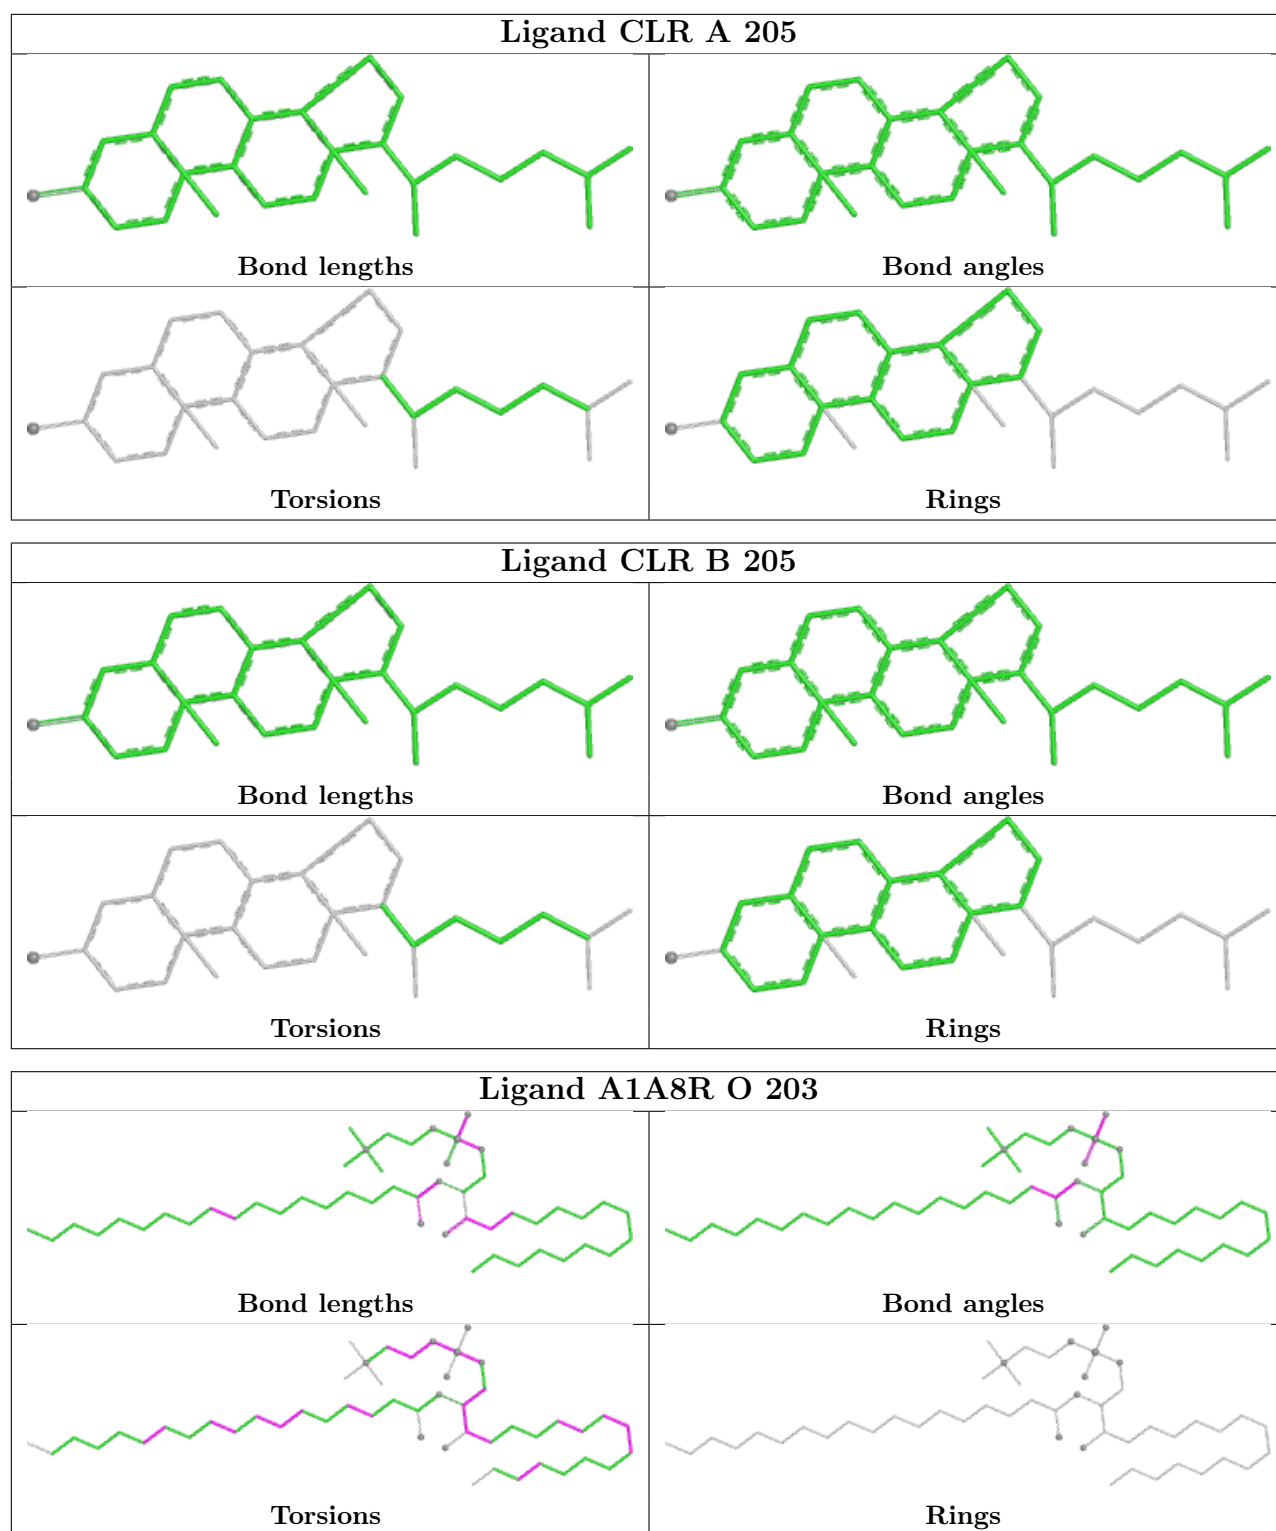 Ligand CLR A 205
Bond lengths
Bond angles
Torsions
Rings
Ligand CLR B 205
Bond lengths
Bond angles
Torsions
Rings
Ligand A1A8R O 203
Bond lengths
Bond angles
Torsions
Rings